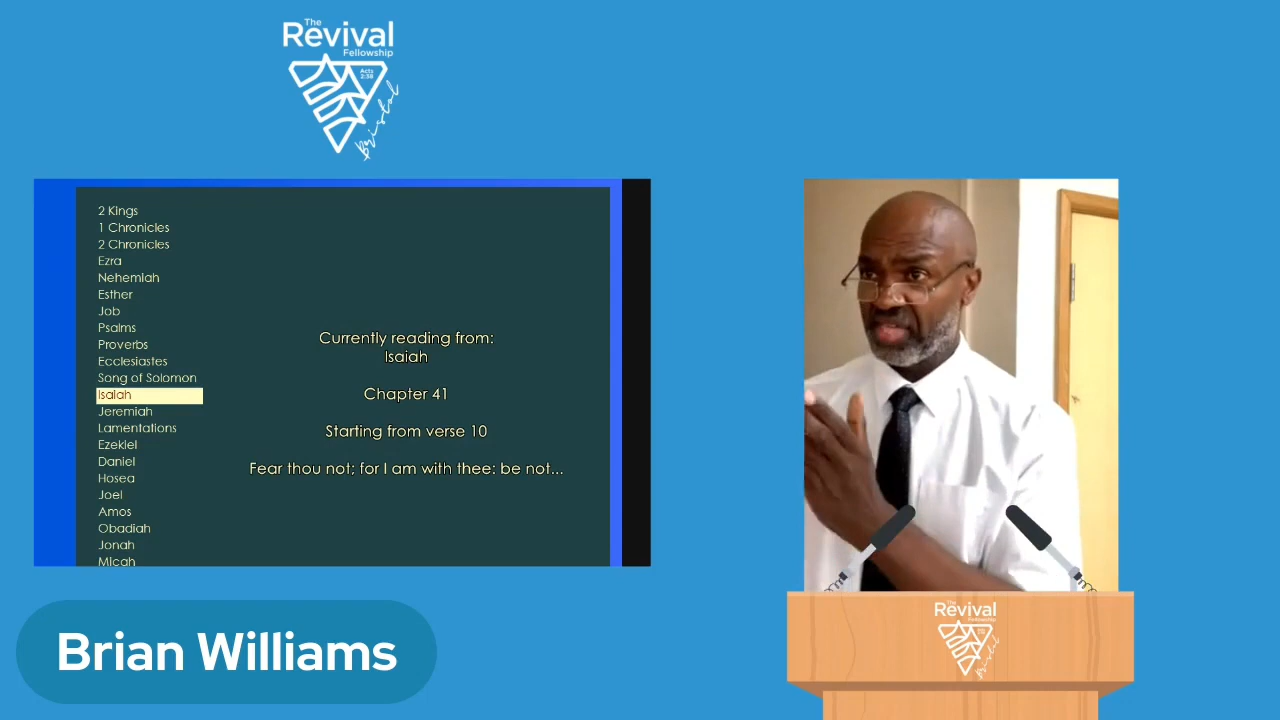 The
Revival
Fellowship
Acts
2:38
Bristol
2 Kings
1 Chronicles
2 Chronicles
Ezra
Nehemiah
Esther
Job
Psalms
Proverbs
Ecclesiastes
Song of Solomon
Isaiah
Jeremiah
Lamentations
Ezekiel
Daniel
Hosea
Joel
Amos
Obadiah
Jonah
Micah
Currently reading from:
Isaiah
Chapter 41
Starting from verse 10
Fear thou not; for I am with thee: be not...
Brian Williams
The
Revival
Fellowship
Bristol